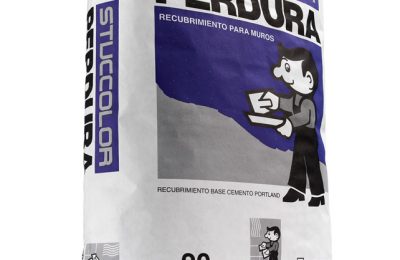 PERDURA
RECUBRIMIENTO PARA MUROS
STUCCOLOR
PERDURA
RECUBRIMIENTO BASE CEMENTO PORTLAND